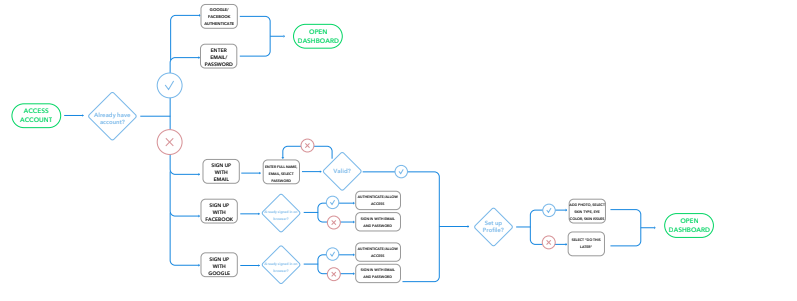 GOOGLE/
FACEBOOK
AUTHENTICATE
OPEN
DASHBOARD
ENTER
EMAIL/
PASSWORD
ACCESS
ACCOUNT
Already have
account?
SIGN UP
WITH
EMAIL
ENTER FULL NAME,
EMAIL, SELECT
PASSWORD
Valid?
SIGN UP
WITH
FACEBOOK
Already signed in on
browser?
AUTHENTICATE/ALLOW
ACCESS
SIGN IN WITH EMAIL
AND PASSWORD
Set up
Profile?
ADD PHOTO, SELECT
SKIN TYPE, EYE
COLOR, SKIN ISSUES
SELECT "DO THIS
LATER"
OPEN
DASHBOARD
SIGN UP
WITH
GOOGLE
Already signed in on
browser?
AUTHENTICATE/ALLOW
ACCESS
SIGN IN WITH EMAIL
AND PASSWORD